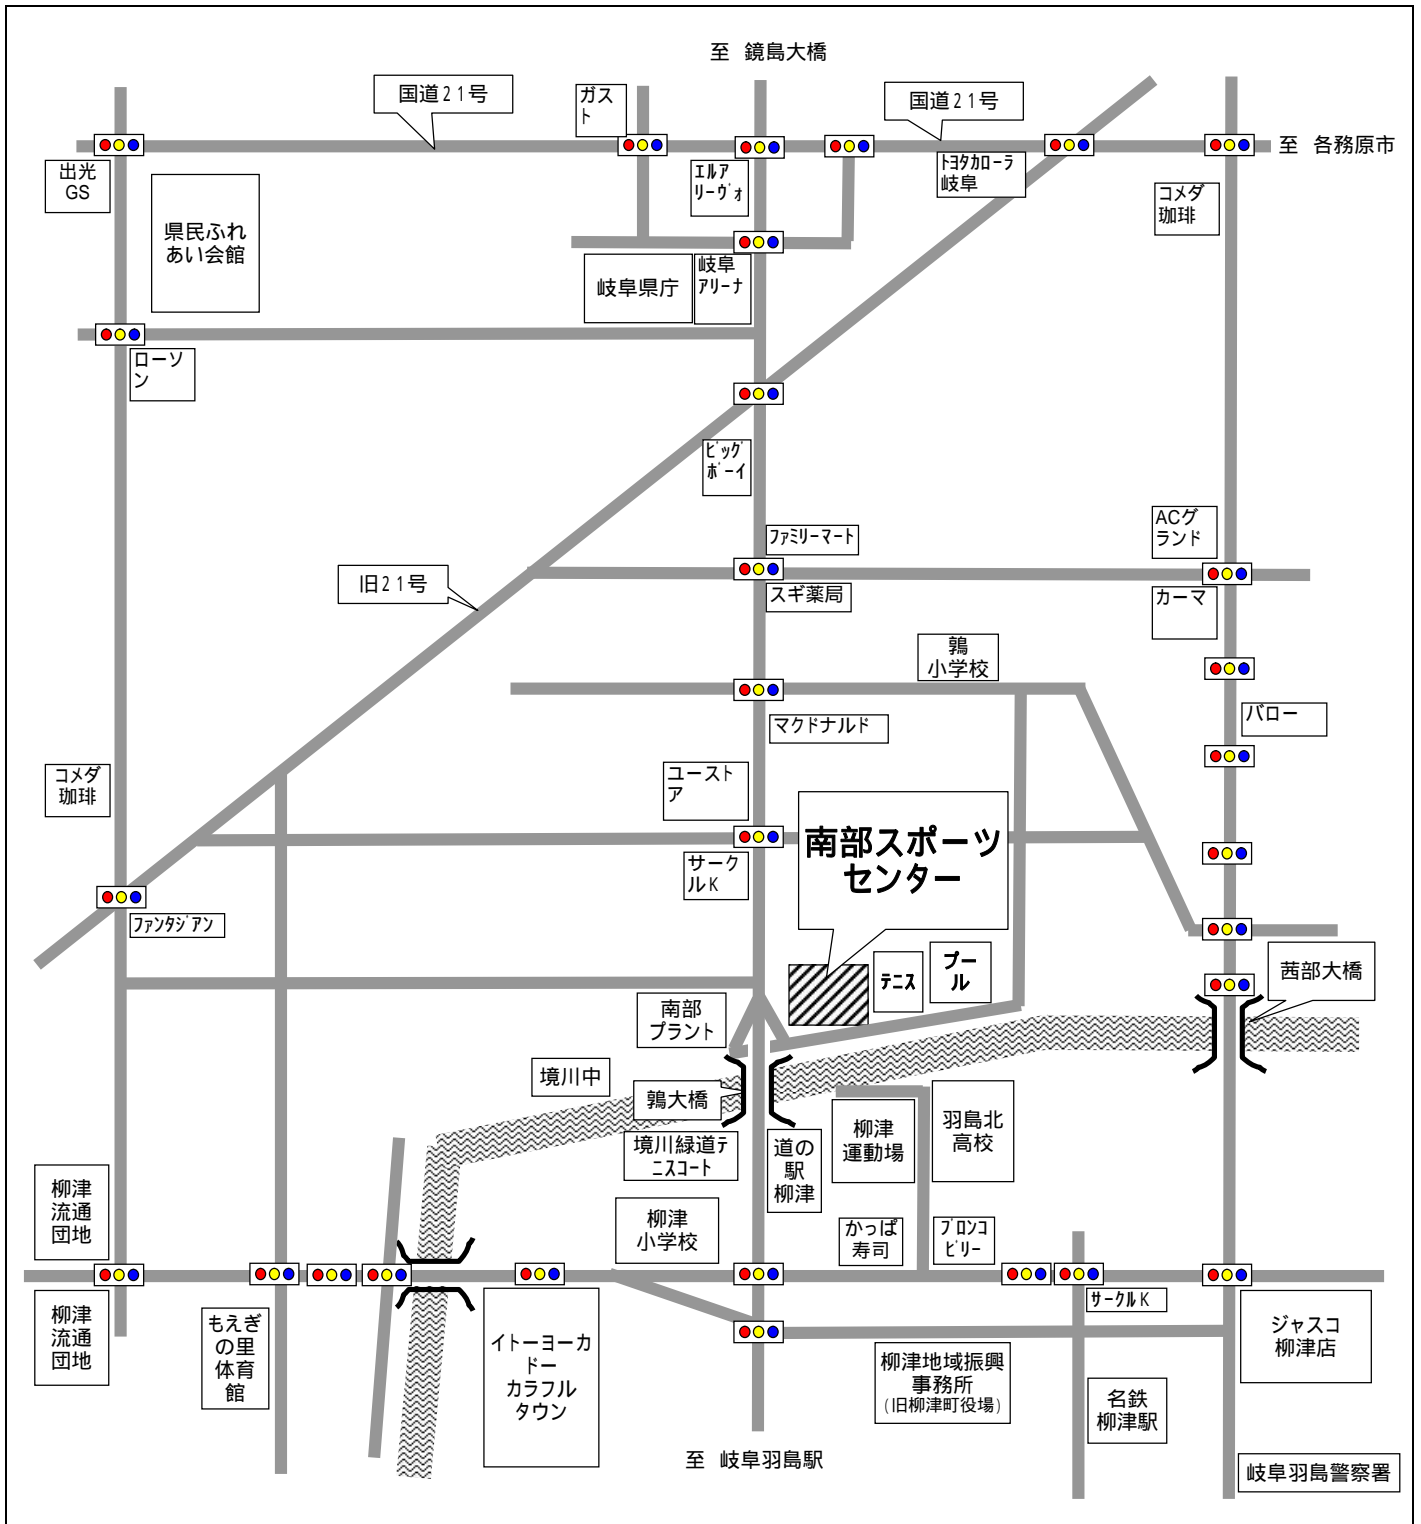 至 鏡島大橋
国道21号
ガス
ト
国道21号
至 各務原市
出光
GS
県民ふれ
あい会館
エルア
リーヴォ
トヨタカローラ
岐阜
コメダ
珈琲
岐阜県庁
岐阜
アリーナ
ローソ
ン
ビッグ
ボーイ
ファミリーマート
スギ薬局
ACグ
ランド
カーマ
旧21号
鶉
小学校
マクドナルド
バロー
コメダ
珈琲
ユースト
ア
南部スポーツ
センター
サーク
ルK
ファンタジアン
テニス
プー
ル
茜部大橋
南部
プラント
境川中
鶉大橋
境川緑道テ
ニスコート
道の
駅
柳津
柳津
運動場
羽島北
高校
柳津
流通
団地
柳津
小学校
かっぱ
寿司
ブロンコ
ビリー
柳津
流通
団地
もえぎ
の里
体育
館
イトーヨーカ
ドー
カラフル
タウン
サークルK
ジャスコ
柳津店
柳津地域振興
事務所
(旧柳津町役場)
名鉄
柳津駅
至 岐阜羽島駅
岐阜羽島警察署